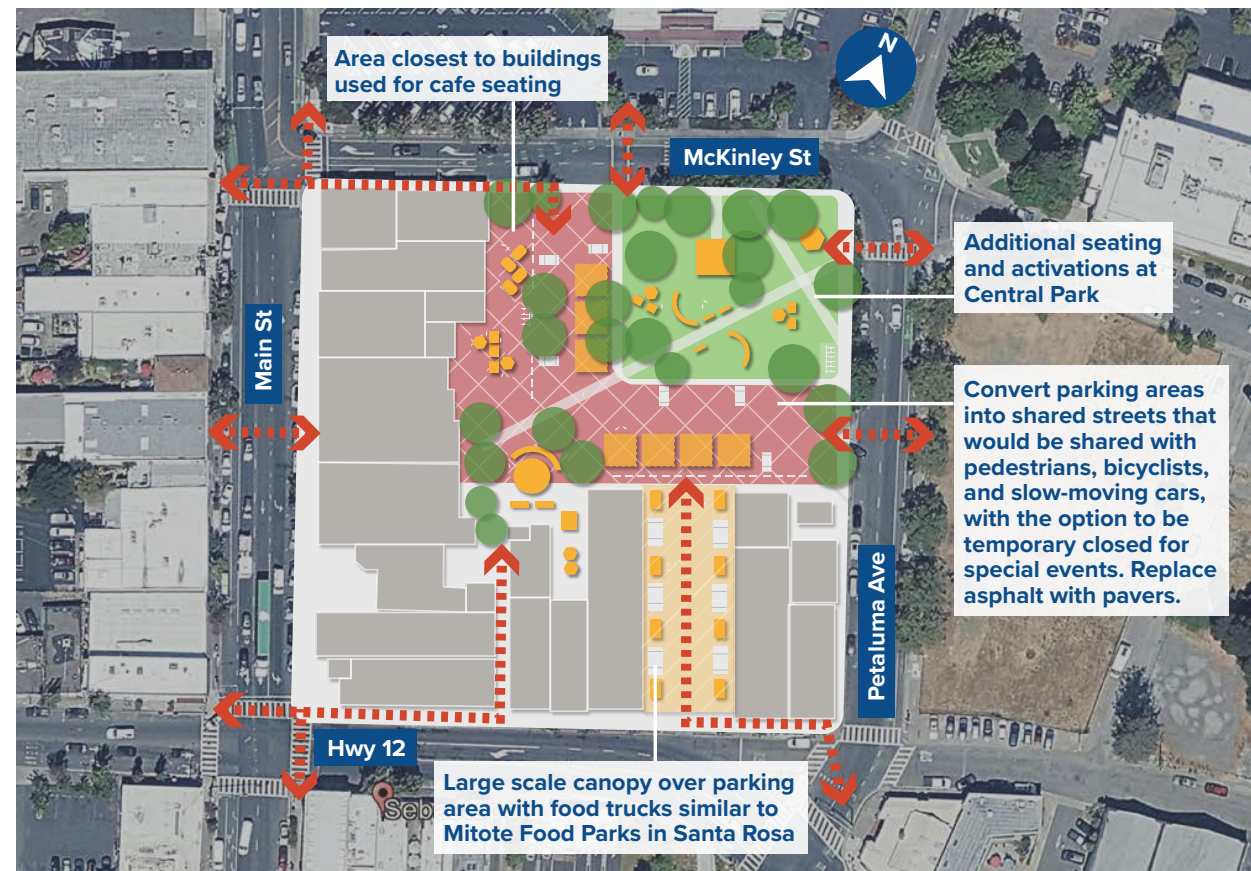 Area closest to buildings
used for cafe seating
N
McKinley St
Additional seating
and activations at
Central Park
Main St
Convert parking areas
into shared streets that
would be shared with
pedestrians, bicyclists,
and slow-moving cars,
with the option to be
temporary closed for
special events. Replace
asphalt with pavers.
Petaluma Ave
Hwy 12
Large scale canopy over parking
area with food trucks similar to
Mitote Food Parks in Santa Rosa
Seb